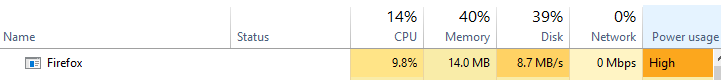 14% 40% 39% 0%
Name Status CPU Memory Disk Network Power usage
Firefox 9.8% 14.0 MB 8.7 MB/s 0 Mbps High